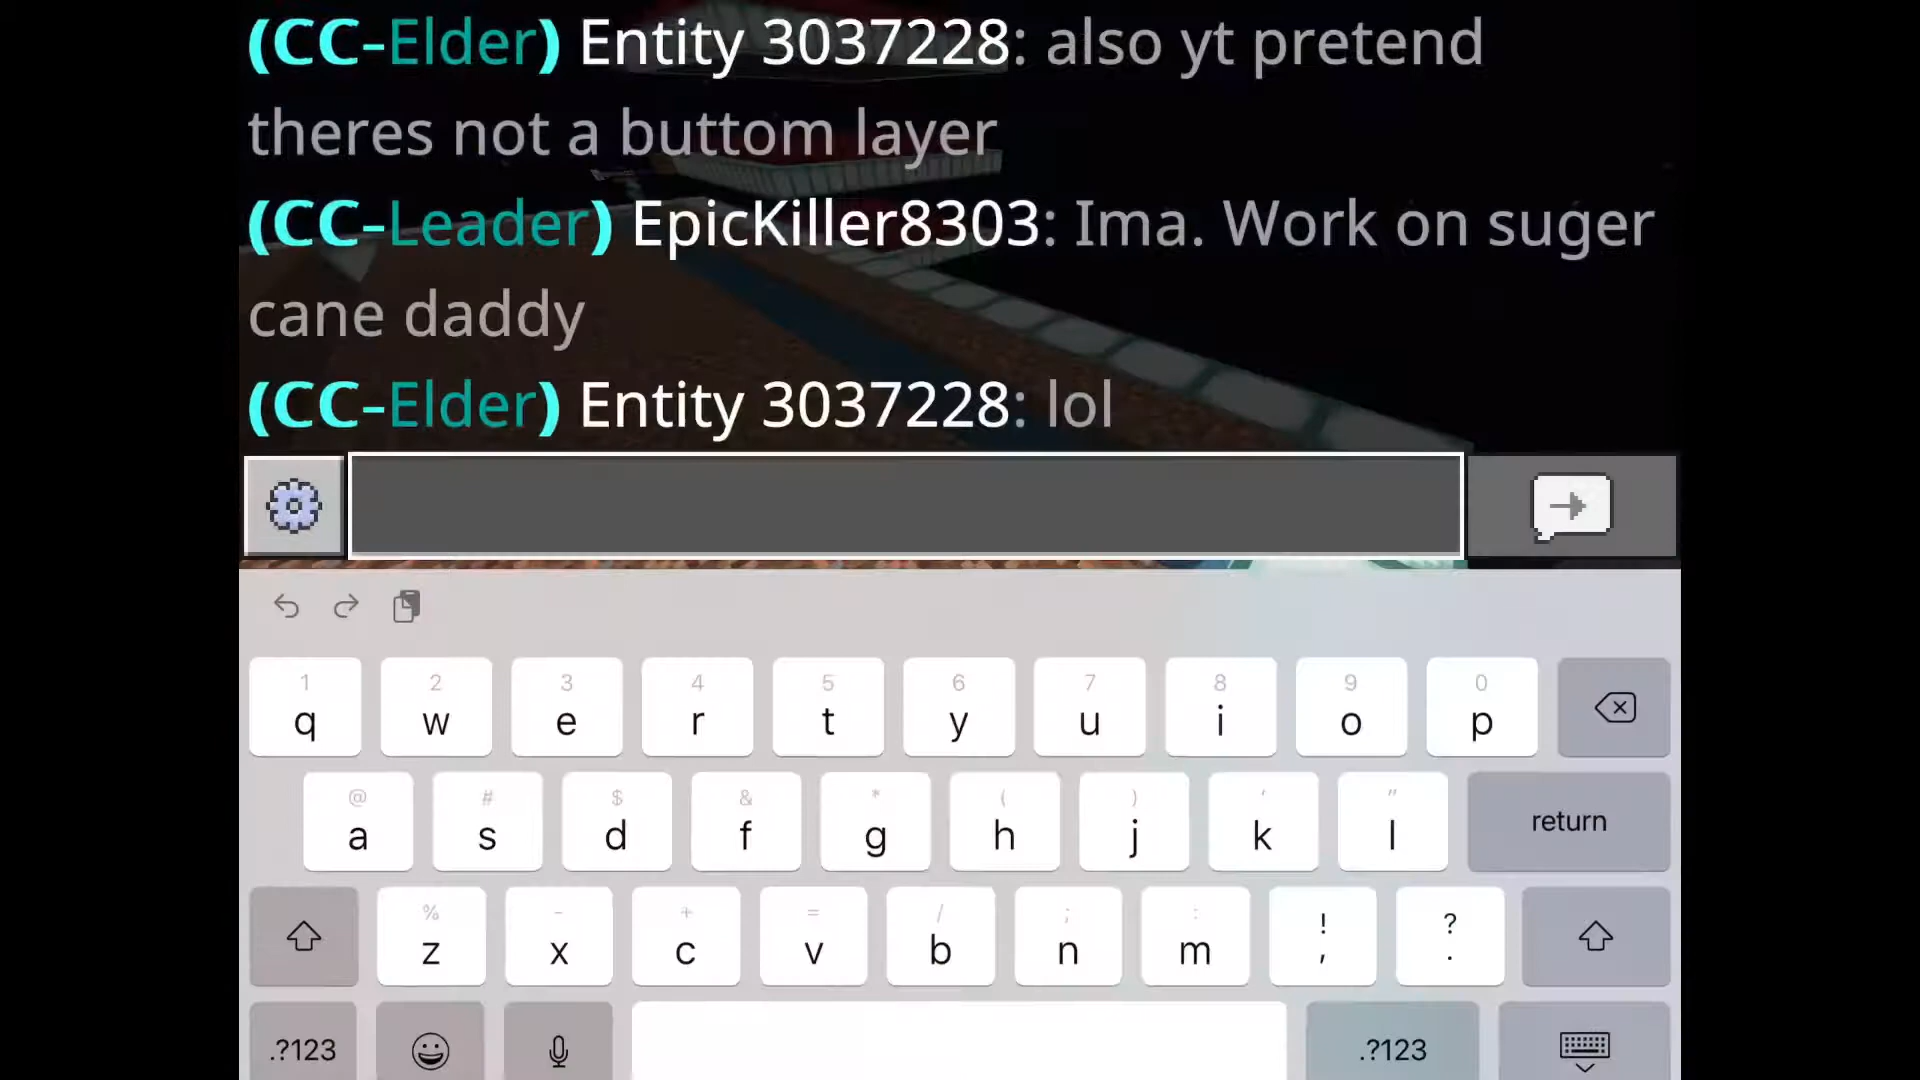 (CC-Elder) Entity 3037228: also yt pretend
theres not a buttom layer
(CC-Leader) EpicKiller8303: Ima. Work on suger
cane daddy
(CC-Elder) Entity 3037228: lol
1 2 3 4 5 6 7 8 9 0
q w e r t y u i o p
@ # $ & * ( ) ' "
a s d f g h j k l return
% - + = / ; : ! ?
z x c v b n m , .
.?123 .?123